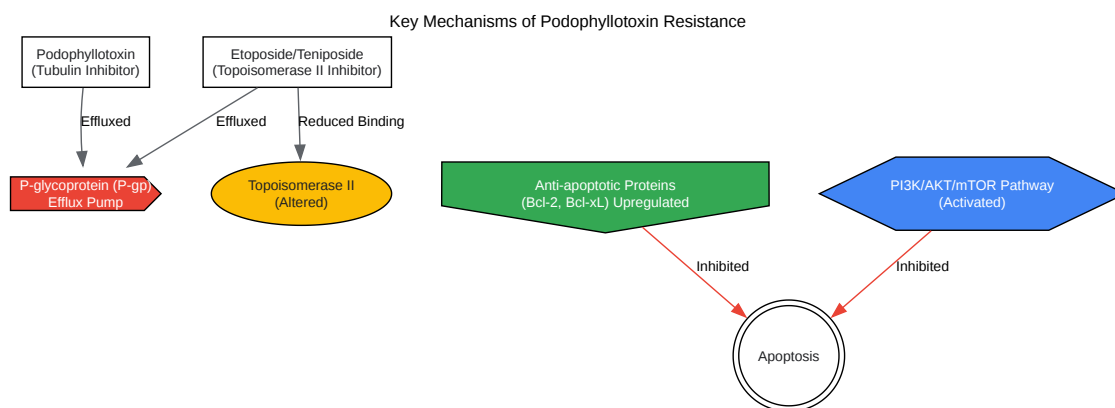 Key Mechanisms of Podophyllotoxin Resistance
Podophyllotoxin
(Tubulin Inhibitor)
Etoposide/Teniposide
(Topoisomerase II Inhibitor)
Effluxed
Effluxed
Reduced Binding
P-glycoprotein (P-gp)
Efflux Pump
Topoisomerase II
(Altered)
Anti-apoptotic Proteins
(Bcl-2, Bcl-xL) Upregulated
PI3K/AKT/mTOR Pathway
(Activated)
Inhibited
Inhibited
Apoptosis